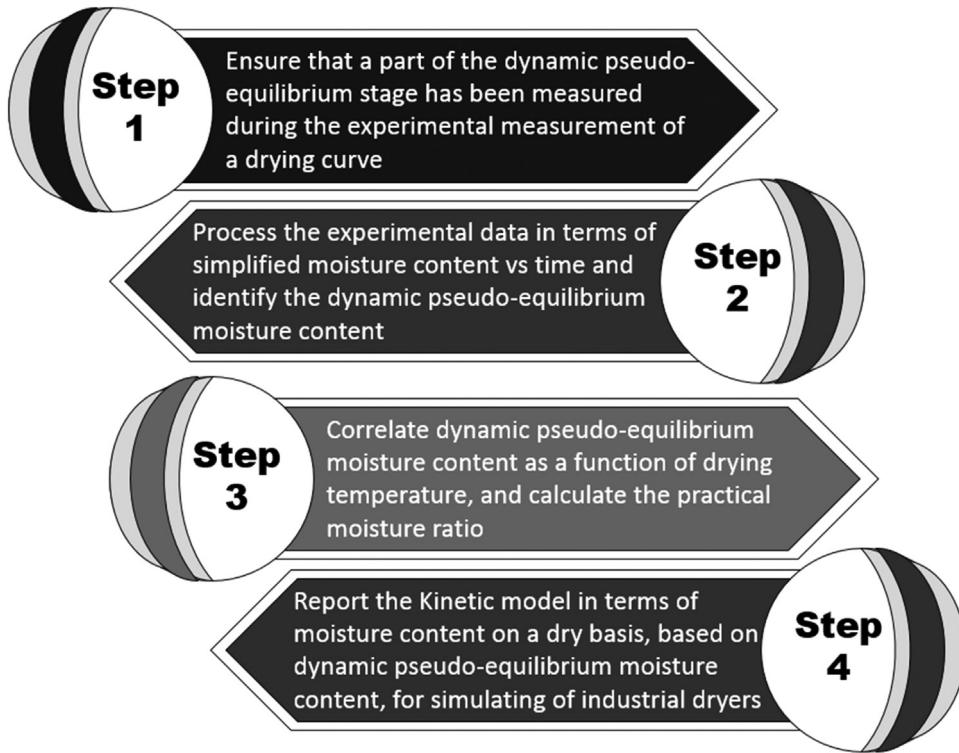 Step
1
Ensure that a part of the dynamic pseudo-
equilibrium stage has been measured
during the experimental measurement of
a drying curve
Process the experimental data in terms of
simplified moisture content vs time and
identify the dynamic pseudo-equilibrium
moisture content
Step
2
Step
3
Correlate dynamic pseudo-equilibrium
moisture content as a function of drying
temperature, and calculate the practical
moisture ratio
Report the Kinetic model in terms of
moisture content on a dry basis, based on
dynamic pseudo-equilibrium moisture
content, for simulating of industrial dryers
Step
4